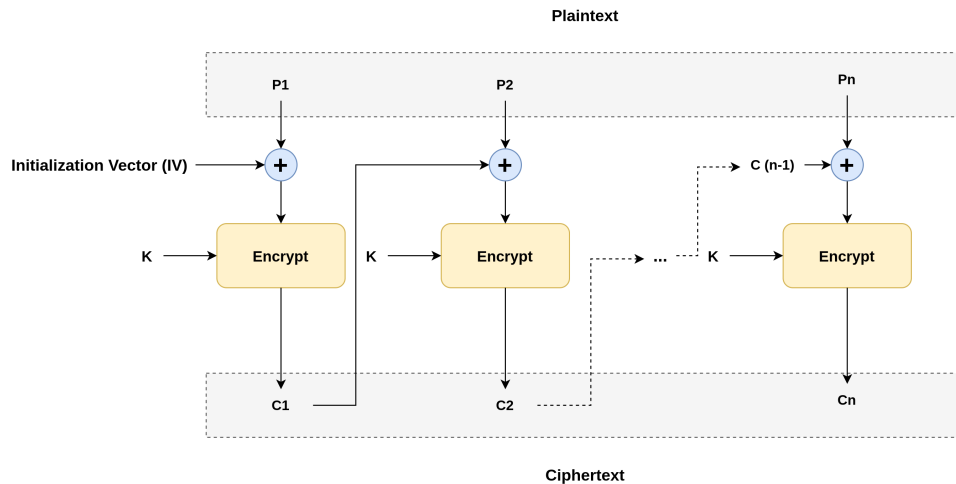 Plaintext
P1
P2
Pn
Initialization Vector (IV)
+
+
C (n-1)
+
K
Encrypt
K
Encrypt
...
K
Encrypt
C1
C2
Cn
Ciphertext